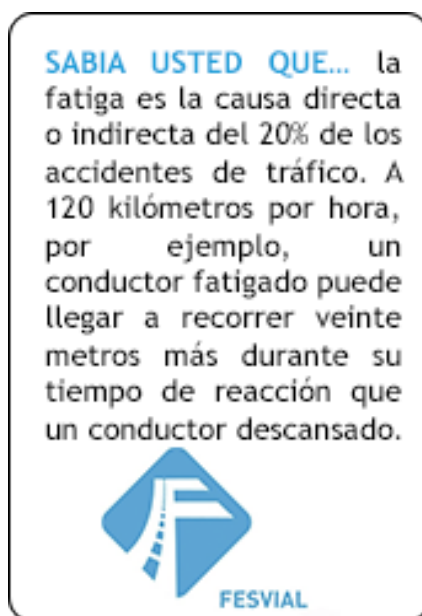 SABIA USTED QUE... la
fatiga es la causa directa
o indirecta del 20% de los
accidentes de tráfico. A
120 kilómetros por hora,
por ejemplo, un
conductor fatigado puede
llegar a recorrer veinte
metros más durante su
tiempo de reacción que
un conductor descansado.
FESVIAL